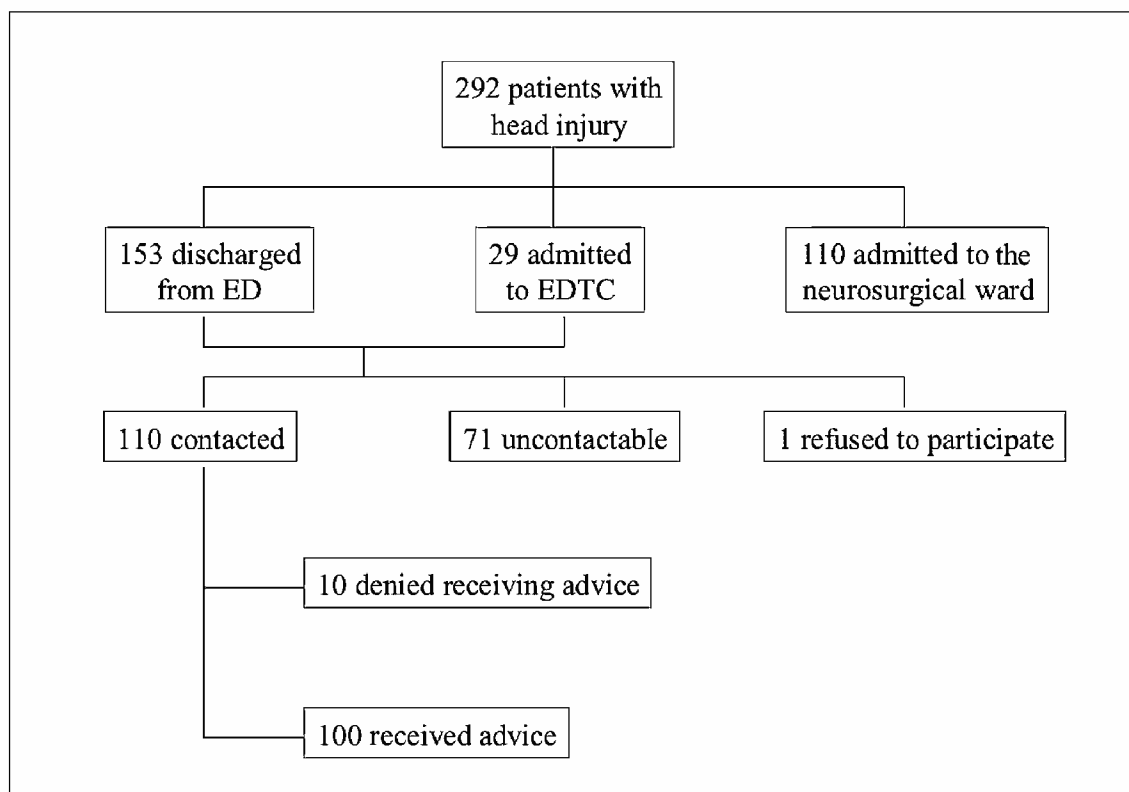 292 patients with
head injury
153 discharged
from ED
29 admitted
to EDTC
110 admitted to the
neurosurgical ward
110 contacted
71 uncontactable
1 refused to participate
10 denied receiving advice
100 received advice